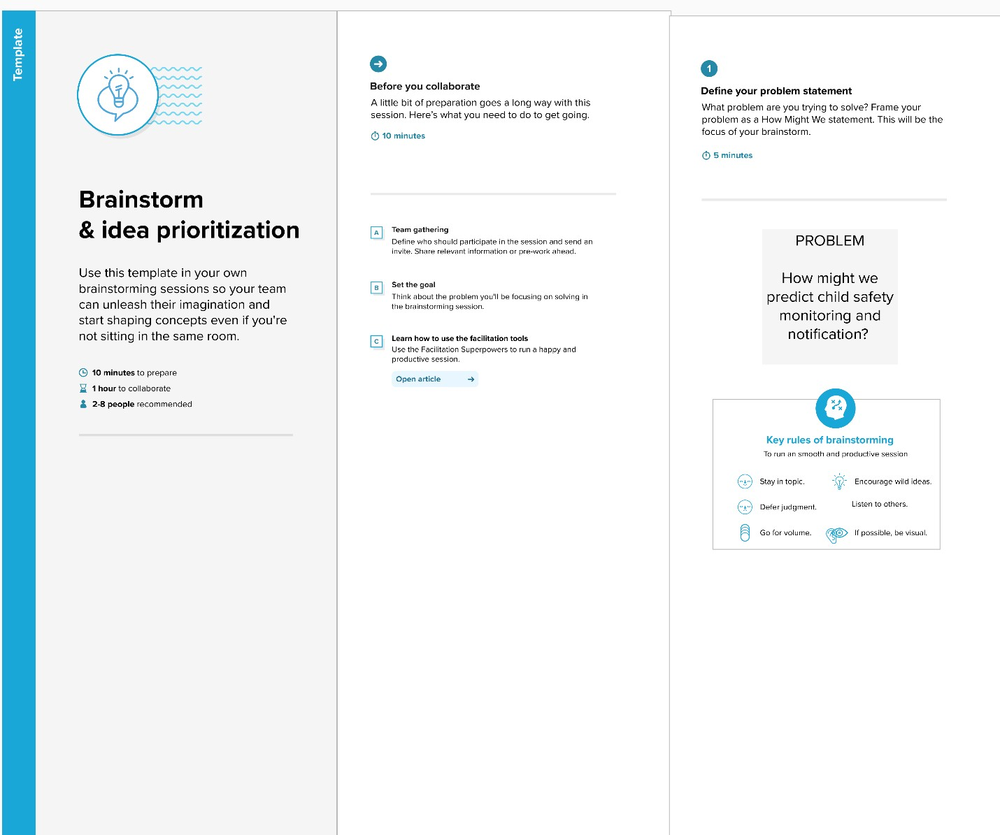 Template
Brainstorm
& idea prioritization
Use this template in your own
brainstorming sessions so your team
can unleash their imagination and
start shaping concepts even if you're
not sitting in the same room.
10 minutes to prepare
1 hour to collaborate
2-8 people recommended
Before you collaborate
A little bit of preparation goes a long way with this
session. Here's what you need to do to get going.
10 minutes
A
Team gathering
Define who should participate in the session and send an
invite. Share relevant information or pre-work ahead.
B
Set the goal
Think about the problem you'll be focusing on solving in
the brainstorming session.
C
Learn how to use the facilitation tools
Use the Facilitation Superpowers to run a happy and
productive session.
Open article
1
Define your problem statement
What problem are you trying to solve? Frame your
problem as a How Might We statement. This will be the
focus of your brainstorm.
5 minutes
PROBLEM
How might we
predict child safety
monitoring and
notification?
Key rules of brainstorming
To run an smooth and productive session
Stay in topic.
Encourage wild ideas.
Defer judgment.
Listen to others.
Go for volume.
If possible, be visual.